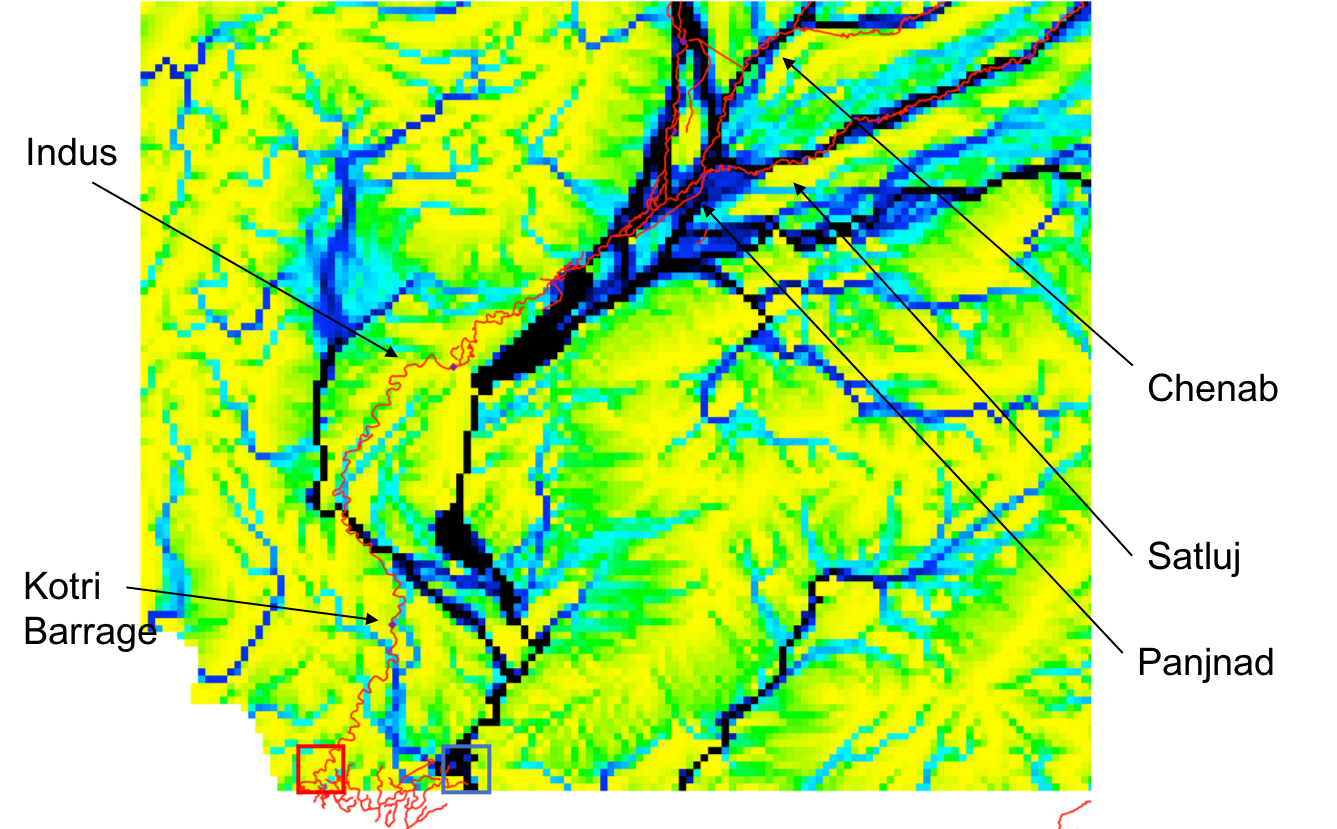 Indus
Chenab
Satluj
Kotri
Barrage
Panjnad